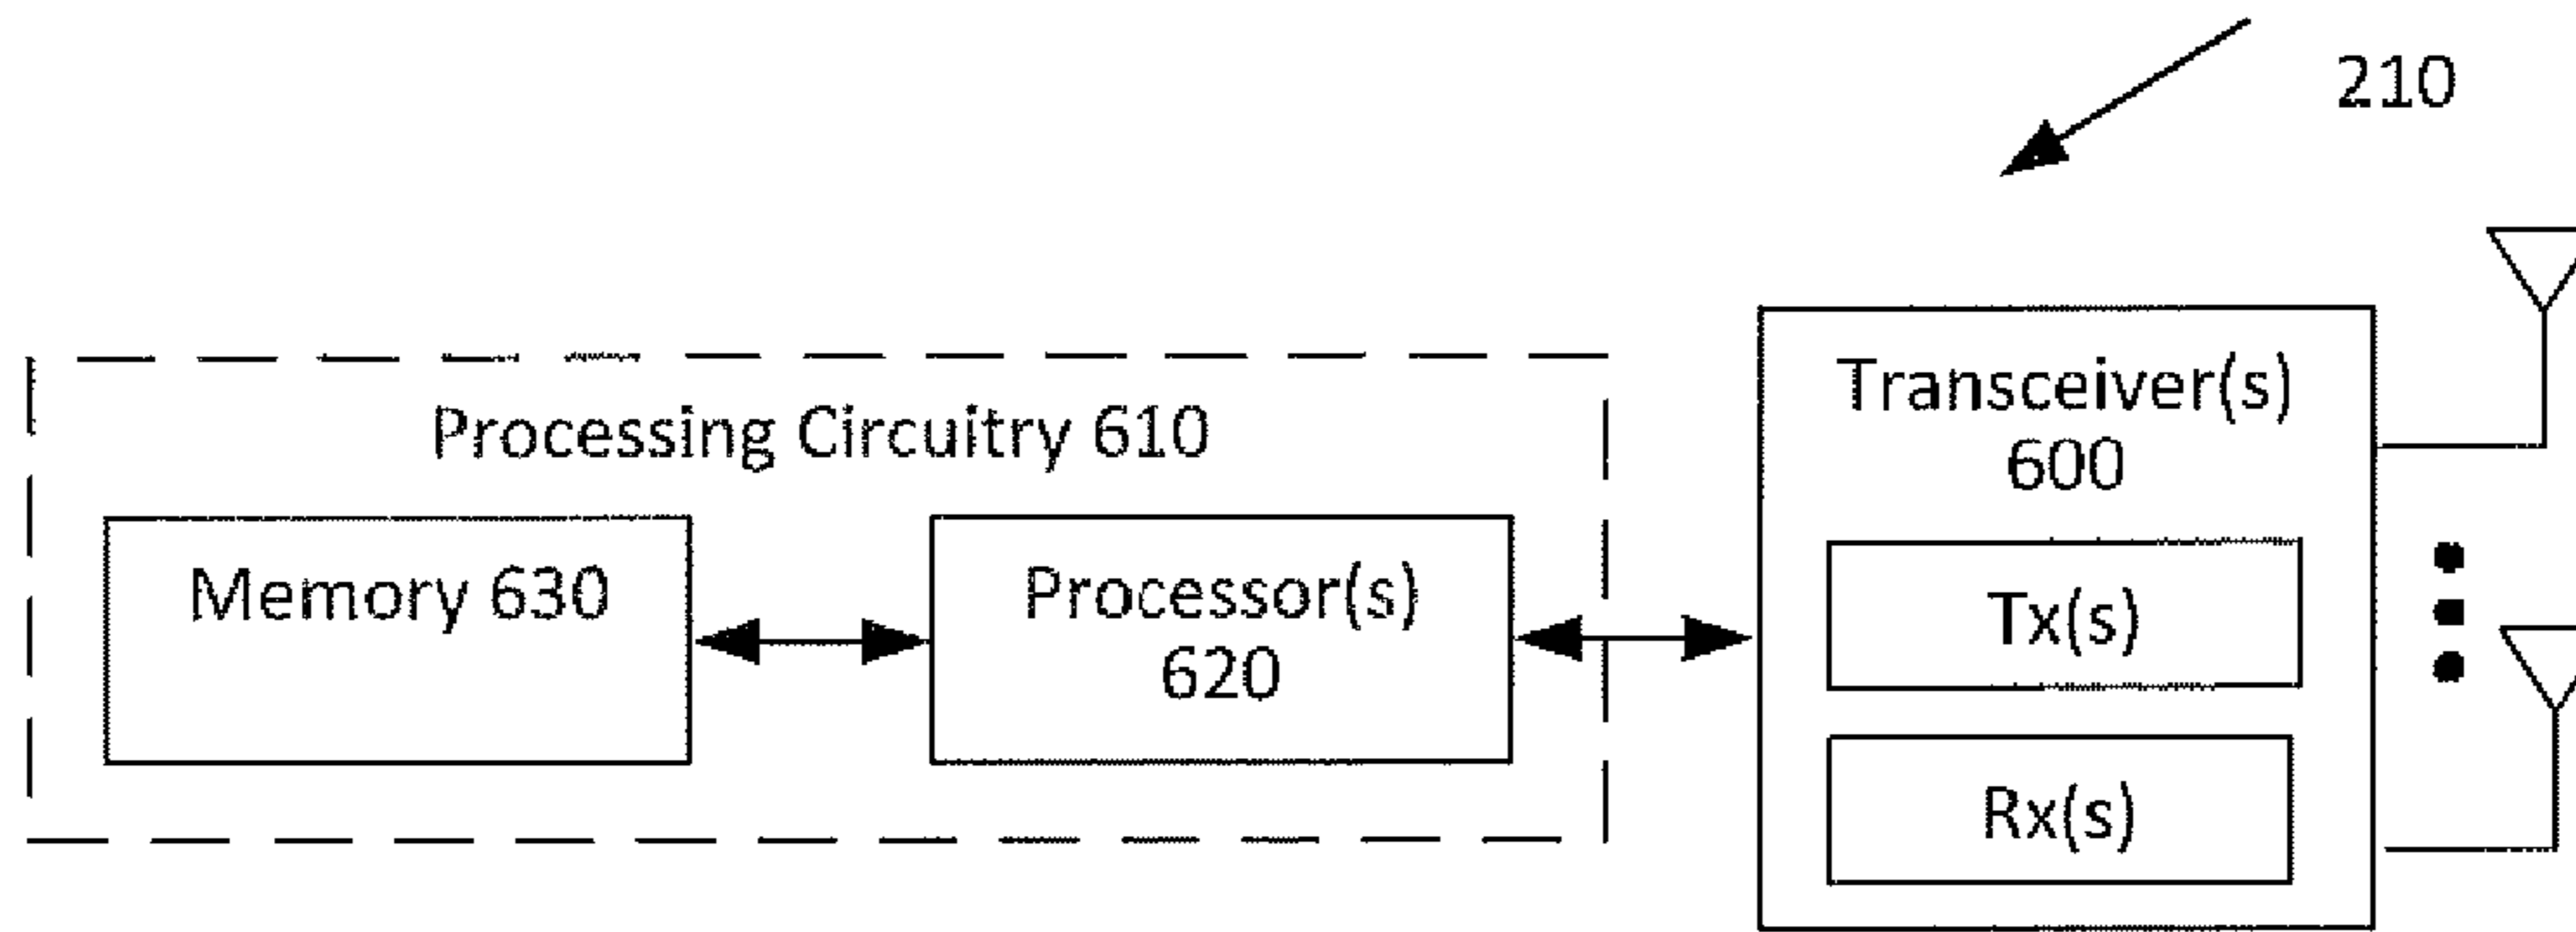 210
Processing Circuitry 610
Memory 630
Processor(s)
620
Transceiver(s)
600
Tx(s)
Rx(s)